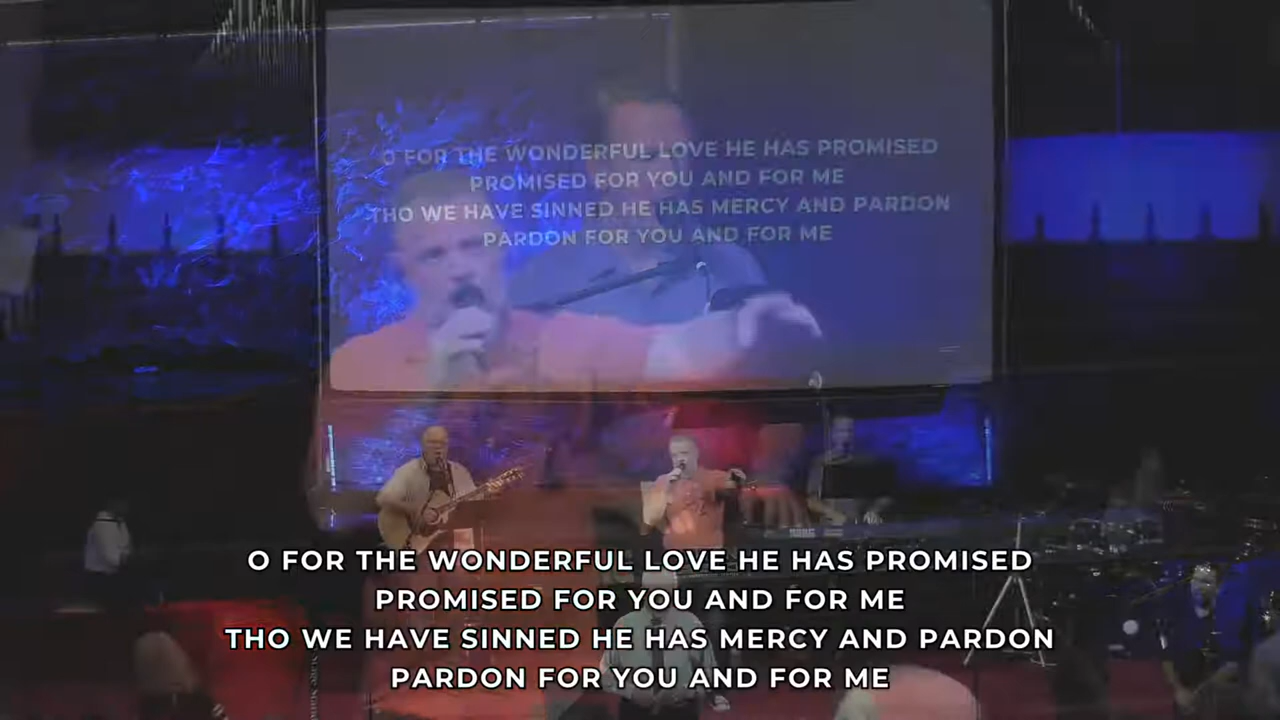 O FOR THE WONDERFUL LOVE HE HAS PROMISED
PROMISED FOR YOU AND FOR ME
THO WE HAVE SINNED HE HAS MERCY AND PARDON
PARDON FOR YOU AND FOR ME
KORG
O FOR THE WONDERFUL LOVE HE HAS PROMISED
PROMISED FOR YOU AND FOR ME
THO WE HAVE SINNED HE HAS MERCY AND PARDON
PARDON FOR YOU AND FOR ME